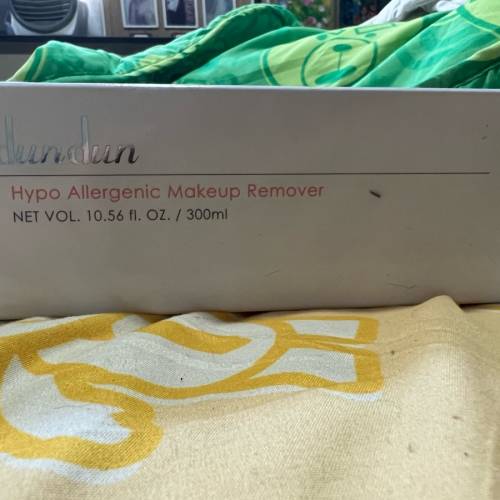 dundun
Hypo Allergenic Makeup Remover
NET VOL. 10.56 fl. OZ. / 300ml